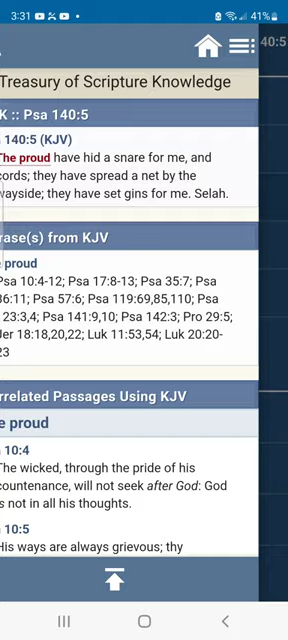 3:31
41%
40:5
Treasury of Scripture Knowledge
K :: Psa 140:5
140:5 (KJV)
The proud have hid a snare for me, and
cords; they have spread a net by the
wayside; they have set gins for me. Selah.
rase(s) from KJV
e proud
Psa 10:4-12; Psa 17:8-13; Psa 35:7; Psa
36:11; Psa 57:6; Psa 119:69,85,110; Psa
123:3,4; Psa 141:9,10; Psa 142:3; Pro 29:5;
Jer 18:18,20,22; Luk 11:53,54; Luk 20:20-
23
rrelated Passages Using KJV
e proud
10:4
The wicked, through the pride of his
countenance, will not seek after God: God
is not in all his thoughts.
10:5
His ways are always grievous; thy